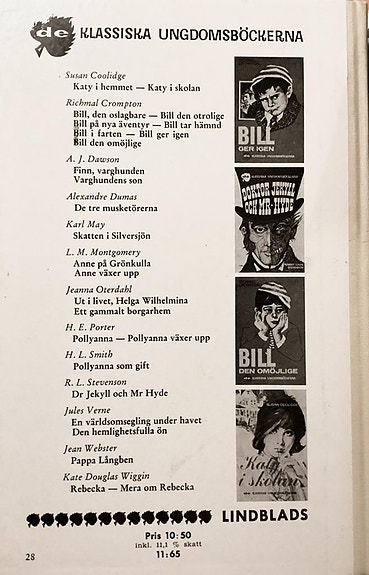 de KLASSISKA UNGDOMSBÖCKERNA
Susan Coolidge
Katy i hemmet — Katy i skolan
Richmal Crompton
Bill, den oslagbare — Bill den otrolige
Bill på nya äventyr — Bill tar hämnd
Bill i farten — Bill ger igen
Bill den omöjlige
A. J. Dawson
Finn, varghunden
Varghundens son
Alexandre Dumas
De tre musketörerna
Karl May
Skatten i Silversjön
L. M. Montgomery
Anne på Grönkulla
Anne växer upp
Jeanna Oterdahl
Ut i livet, Helga Wilhelmina
Ett gammalt borgarhem
H. E. Porter
Pollyanna — Pollyanna växer upp
H. L. Smith
Pollyanna som gift
R. L. Stevenson
Dr Jekyll och Mr Hyde
Jules Verne
En världsomsegling under havet
Den hemlighetsfulla ön
Jean Webster
Pappa Långben
Kate Douglas Wiggin
Rebecka — Mera om Rebecka
BILL
GER IGEN
DOKTOR JEKYLL
OCH MR. HYDE
BILL
DEN OMÖJLIGE
SUSAN COOLIDGE
Katy
i skolan
LINDBLADS
Pris 10:50
inkl. 11,1 % skatt
11:65
28